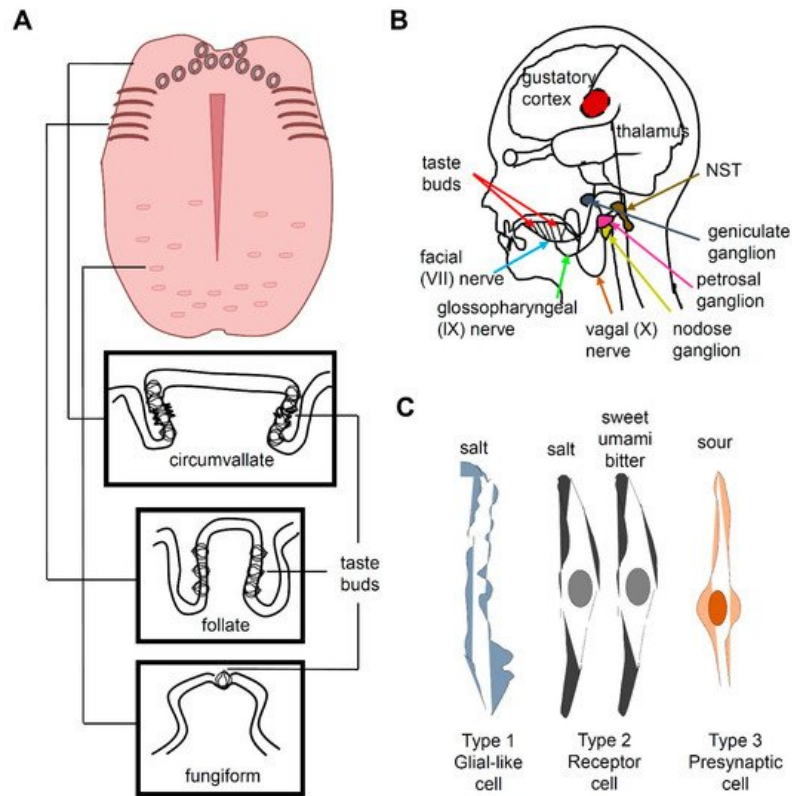 A
circumvallate
follate
fungiform
taste
buds
B
gustatory
cortex
thalamus
taste
buds
NST
facial
(VII) nerve
geniculate
ganglion
glossopharyngeal
(IX) nerve
petrosal
ganglion
vagal (X)
nerve
nodose
ganglion
C
salt
salt
sweet
umami
bitter
sour
Type 1
Glial-like
cell
Type 2
Receptor
cell
Type 3
Presynaptic
cell